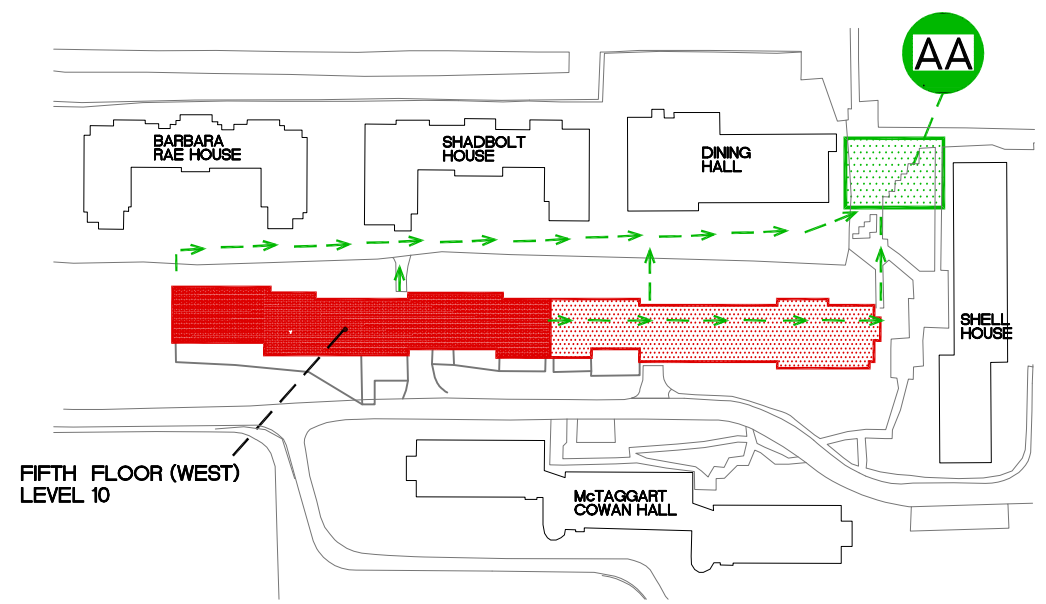 AA
BARBARA
RAE HOUSE
SHADBOLT
HOUSE
DINING
HALL
SHELL
HOUSE
FIFTH FLOOR (WEST)
LEVEL 10
McTAGGART
COWAN HALL